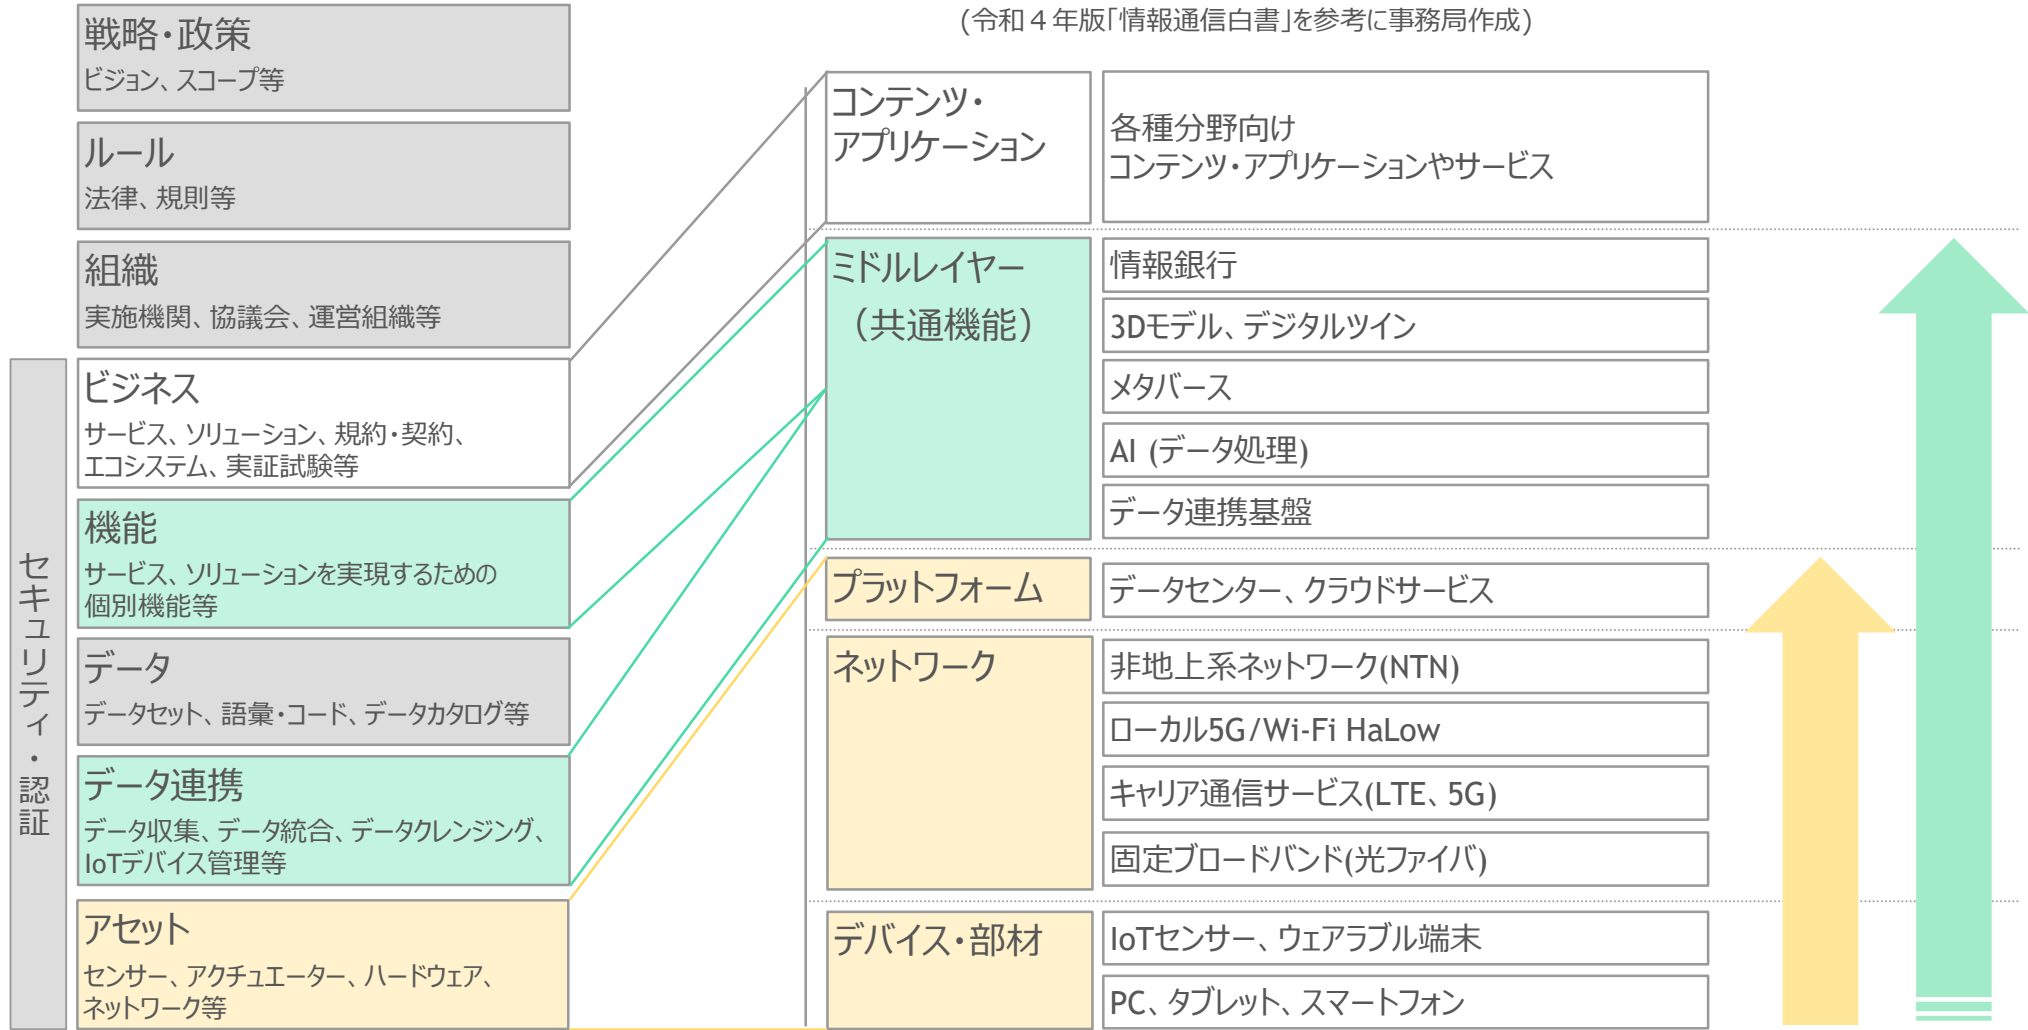 (令和４年版「情報通信白書」を参考に事務局作成)
戦略・政策
ビジョン、スコープ等
ルール
法律、規則等
組織
実施機関、協議会、運営組織等
セキュリティ・認証
ビジネス
サービス、ソリューション、規約・契約、
エコシステム、実証試験等
機能
サービス、ソリューションを実現するための
個別機能等
データ
データセット、語彙・コード、データカタログ等
データ連携
データ収集、データ統合、データクレンジング、
IoTデバイス管理等
アセット
センサー、アクチュエーター、ハードウェア、
ネットワーク等
コンテンツ・
アプリケーション
各種分野向け
コンテンツ・アプリケーションやサービス
ミドルレイヤー
（共通機能）
情報銀行
3Dモデル、デジタルツイン
メタバース
AI (データ処理)
データ連携基盤
プラットフォーム
データセンター、クラウドサービス
ネットワーク
非地上系ネットワーク(NTN)
ローカル5G/Wi-Fi HaLow
キャリア通信サービス(LTE、5G)
固定ブロードバンド(光ファイバ)
デバイス・部材
IoTセンサー、ウェアラブル端末
PC、タブレット、スマートフォン